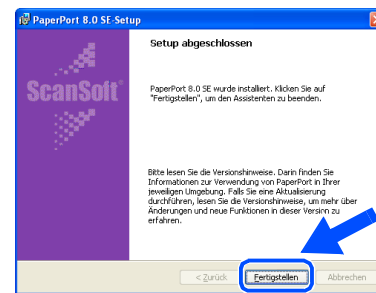 PaperPort 8.0 SE-Setup
Setup abgeschlossen
ScanSoft®
PaperPort 8.0 SE wurde installiert. Klicken Sie auf
"Fertigstellen", um den Assistenten zu beenden.
Bitte lesen Sie die Versionshinweise. Darin finden Sie
Informationen zur Verwendung von PaperPort in Ihrer
jeweiligen Umgebung. Falls Sie eine Aktualisierung
durchführen, lesen Sie die Versionshinweise, um mehr über
Änderungen und neue Funktionen in dieser Version zu
erfahren.
< Zurück Fertigstellen Abbrechen